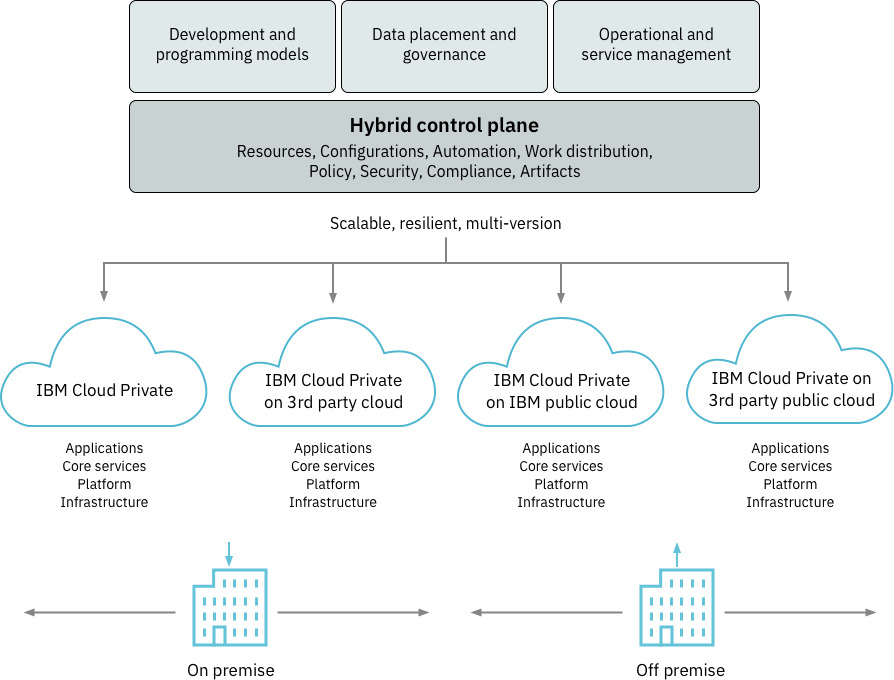 Development and
programming models
Data placement and
governance
Operational and
service management
Hybrid control plane
Resources, Configurations, Automation, Work distribution,
Policy, Security, Compliance, Artifacts
Scalable, resilient, multi-version
IBM Cloud Private
IBM Cloud Private
on 3rd party cloud
IBM Cloud Private
on IBM public cloud
IBM Cloud Private on
3rd party public cloud
Applications
Core services
Platform
Infrastructure
Applications
Core services
Platform
Infrastructure
Applications
Core services
Platform
Infrastructure
Applications
Core services
Platform
Infrastructure
On premise
Off premise